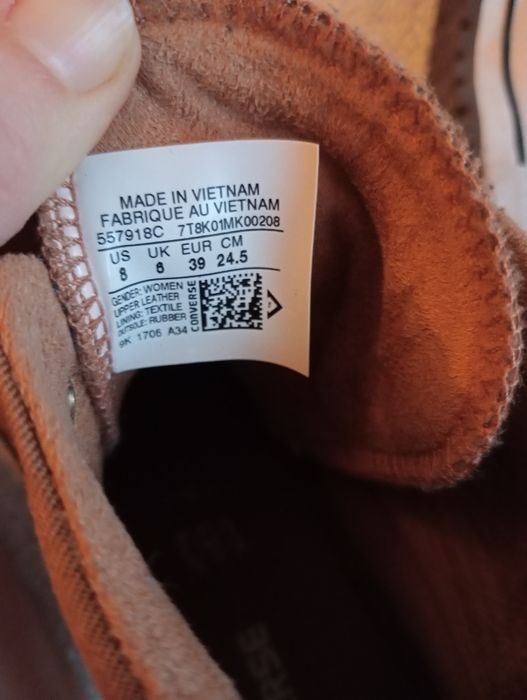 MADE IN VIETNAM
FABRIQUE AU VIETNAM
557918C 7T8K01MK00208
US UK EUR CM
8 6 39 24.5
GENDER: WOMEN
UPPER LEATHER
LINING: TEXTILE
OUTSOLE: RUBBER
9K 1706 A34
CONVERSE
RSE